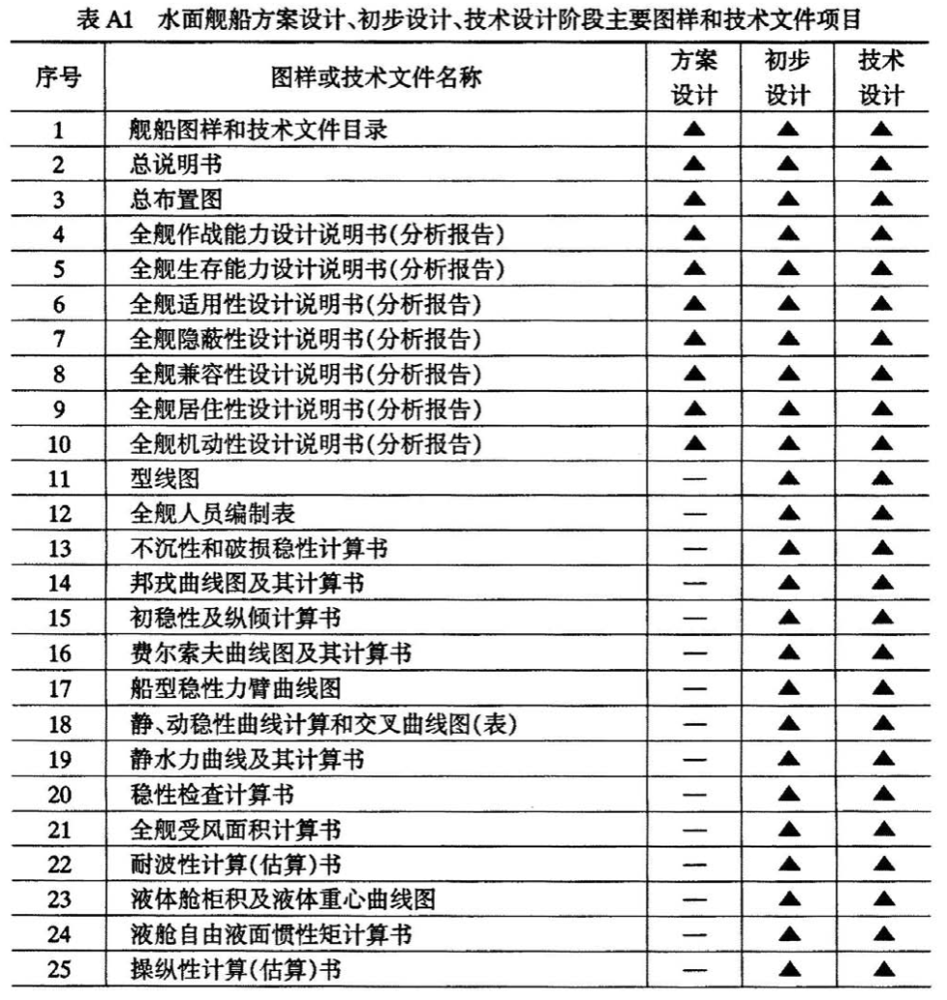 表 A1 水面舰船方案设计、初步设计、技术设计阶段主要图样和技术文件项目
序号 图样或技术文件名称 方案设计 初步设计 技术设计
1 舰船图样和技术文件目录 ▲ ▲ ▲
2 总说明书 ▲ ▲ ▲
3 总布置图 ▲ ▲ ▲
4 全舰作战能力设计说明书(分析报告) ▲ ▲ ▲
5 全舰生存能力设计说明书(分析报告) ▲ ▲ ▲
6 全舰适用性设计说明书(分析报告) ▲ ▲ ▲
7 全舰隐蔽性设计说明书(分析报告) ▲ ▲ ▲
8 全舰兼容性设计说明书(分析报告) ▲ ▲ ▲
9 全舰居住性设计说明书(分析报告) ▲ ▲ ▲
10 全舰机动性设计说明书(分析报告) ▲ ▲ ▲
11 型线图 — ▲ ▲
12 全舰人员编制表 — ▲ ▲
13 不沉性和破损稳性计算书 — ▲ ▲
14 邦戎曲线图及其计算书 — ▲ ▲
15 初稳性及纵倾计算书 — ▲ ▲
16 费尔索夫曲线图及其计算书 — ▲ ▲
17 船型稳性力臂曲线图 — ▲ ▲
18 静、动稳性曲线计算和交叉曲线图(表) — ▲ ▲
19 静水力曲线及其计算书 — ▲ ▲
20 稳性检查计算书 — ▲ ▲
21 全舰受风面积计算书 — ▲ ▲
22 耐波性计算(估算)书 — ▲ ▲
23 液体舱柜积及液体重心曲线图 — ▲ ▲
24 液舱自由液面惯性矩计算书 — ▲ ▲
25 操纵性计算(估算)书 — ▲ ▲